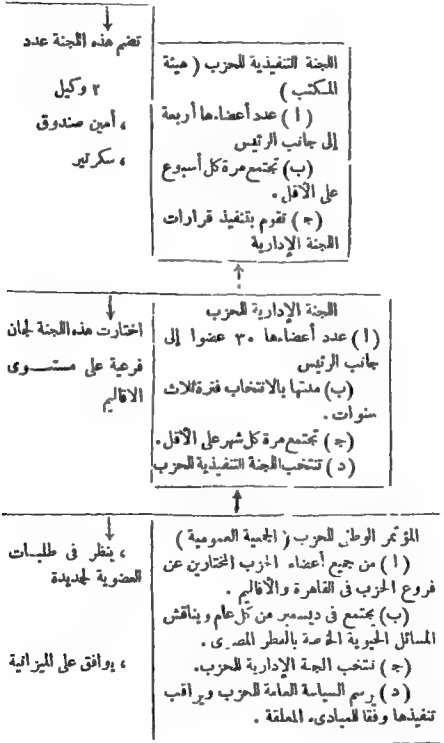 اللجنة التنفيذية للحزب ( هيئة
المكتب )
( ا ) عدد أعضاءها أربعة
إلى جانب الرئيس
(ب) تجتمع مرة كل أسبوع
على الأقل .
( ج ) تقوم بتنفيذ قرارات
اللجنة الإدارية
تضم هذه اللجنة عدد
٢ وكيل
، أمين صندوق
، سكرتير
اللجنة الإدارية للحزب
( ا ) عدد أعضاءها ٣٠ عضوا إلى
جانب الرئيس
(ب) مدتها بالانتخاب فترة ثلاث
سنوات .
( ج ) تجتمع مرة كل شهر على الأقل .
( د ) تنتخب اللجنة التنفيذية للحزب
اختارت هذه اللجنة لجان
فرعية على مستوى
الاقاليم
المؤتمر الوطنى للحزب ( الجمعية العمومية )
( ا ) من جميع أعضاء الحزب المختارين عن
فروع الحزب فى القاهرة والأقاليم .
(ب) يجتمع فى ديسمبر من كل عام ويناقش
المسائل الحيوية الخاصة بالقطر المصرى .
( ج ) تنتخب اللجنة الإدارية للحزب .
( د ) رسم السياسة العامة للحزب ويراقب
تنفيذها وفقا للمبادىء المعلقة .
، ينظر فى طلبات
العضوية الجديدة
، يوافق على الميزانية